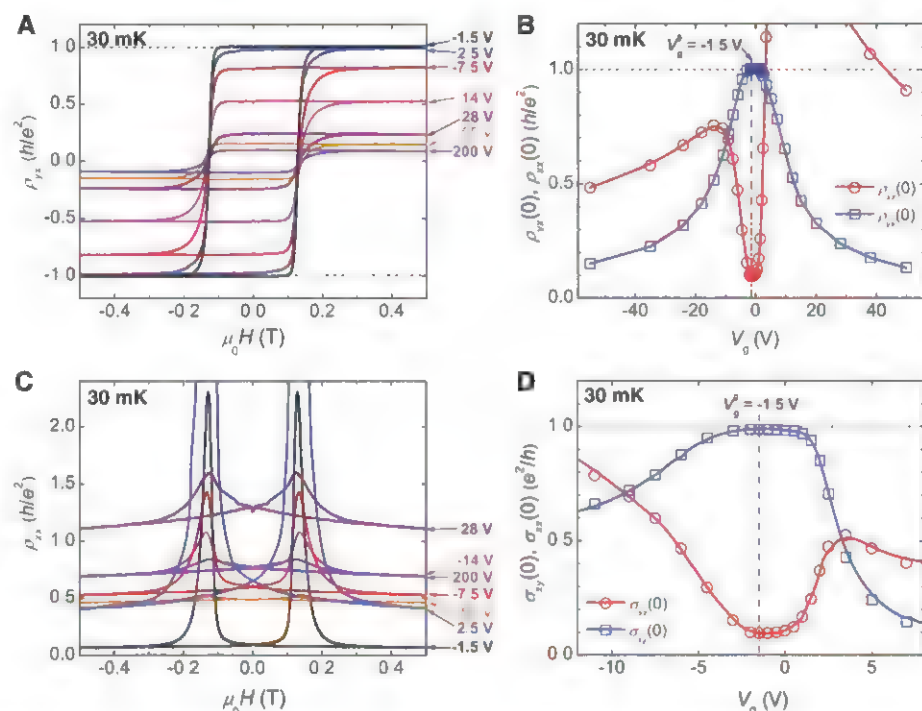 A
30 mK
ρyx (h/e²)
1.0
0.5
0.0
-0.5
-1 0
-1.5 V
2 5 V
-7 5 V
14 V
28 V
200 V
-0.4
-0 2
0.0
0.2
0.4
μ0H (T)
B
30 mK
Vg0 = -1 5 V
ρyx(0), ρxx(0) (h/e²)
1.0
0.5
0.0
ρxx(0)
ρyx(0)
-40
-20
0
20
40
Vg (V)
C
30 mK
ρxx (h/e²)
2.0
1.5
1.0
0 5
0.0
28 V
-14 V
200 V
-7 5 V
2.5 V
-1.5 V
-0.4
-0.2
0.0
0.2
0.4
μ0H (T)
D
30 mK
Vg0 = -1 5 V
σxy(0), σxx(0) (e²/h)
1.0
0.5
0 0
σxx(0)
σxy(0)
-10
-5
0
5
Vg (V)